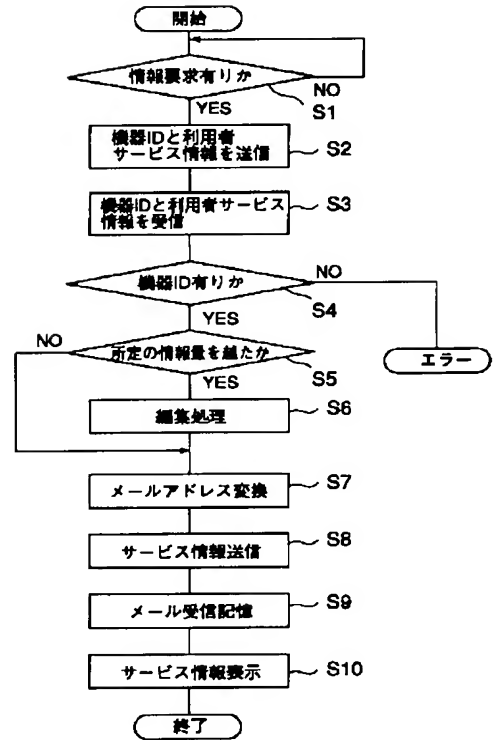 開始
情報要求有りか
NO
S1
YES
機器IDと利用者
サービス情報を送信
S2
機器IDと利用者サービス
情報を受信
S3
機器ID有りか
NO
S4
YES
NO
所定の情報量を越たか
S5
エラー
YES
編集処理
S6
メールアドレス変換
S7
サービス情報送信
S8
メール受信記憶
S9
サービス情報表示
S10
終了